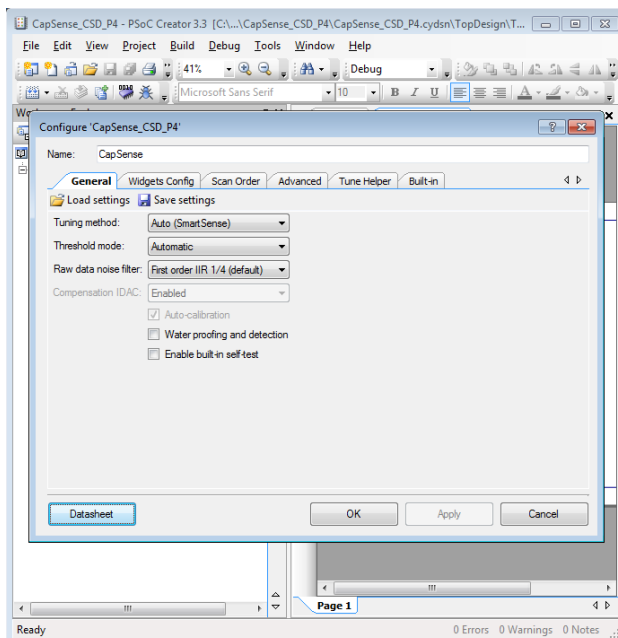 CapSense_CSD_P4 - PSoC Creator 3.3 [C:\...\CapSense_CSD_P4\CapSense_CSD_P4.cydsn\TopDesign\T...
File Edit View Project Build Debug Tools Window Help
41% Debug
Microsoft Sans Serif 10 B I U A
Configure 'CapSense_CSD_P4'
Name: CapSense
General Widgets Config Scan Order Advanced Tune Helper Built-in
Load settings Save settings
Tuning method: Auto (SmartSense)
Threshold mode: Automatic
Raw data noise filter: First order IIR 1/4 (default)
Compensation IDAC: Enabled
Auto-calibration
Water proofing and detection
Enable built-in self-test
Datasheet OK Apply Cancel
Page 1
Ready 0 Errors 0 Warnings 0 Notes